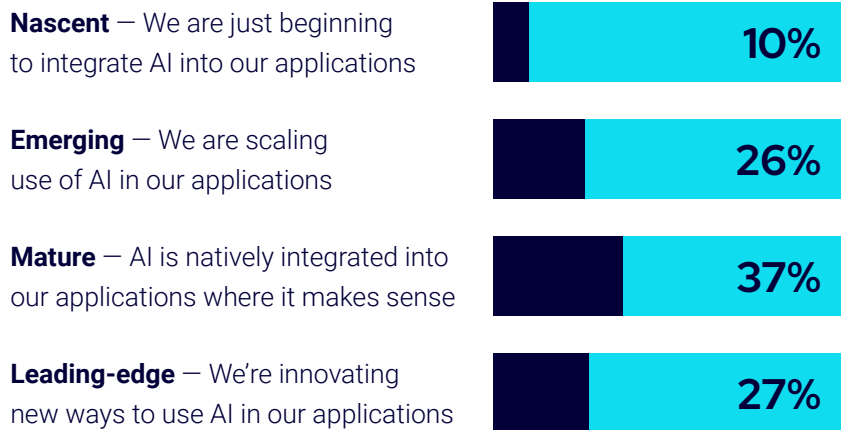 Nascent — We are just beginning
to integrate AI into our applications
10%
Emerging — We are scaling
use of AI in our applications
26%
Mature — AI is natively integrated into
our applications where it makes sense
37%
Leading-edge — We’re innovating
new ways to use AI in our applications
27%